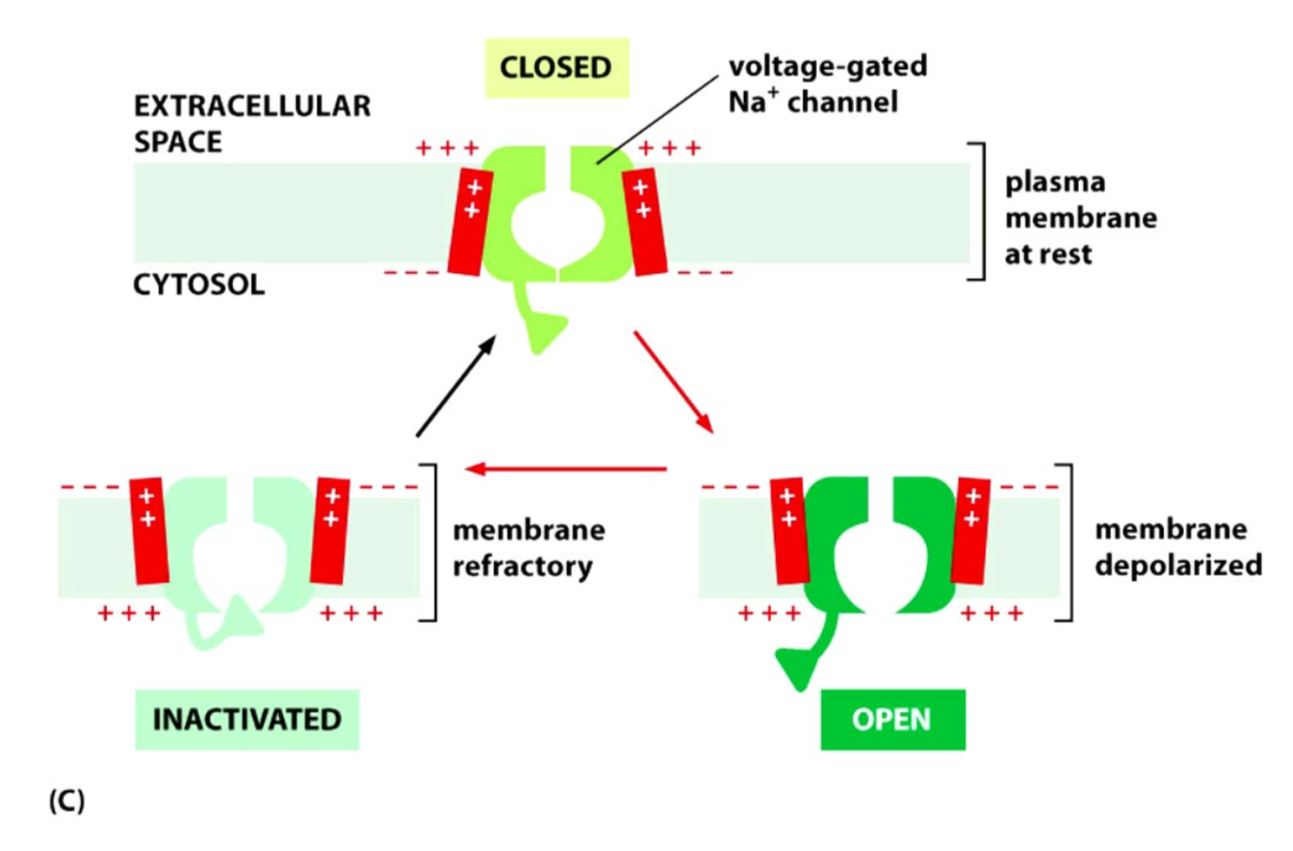 CLOSED
voltage-gated
Na⁺ channel
EXTRACELLULAR
SPACE
+ + +
+ + +
+
+
+
+
plasma
membrane
at rest
- - -
- - -
CYTOSOL
- - -
- - -
+
+
+
+
membrane
refractory
+ + +
+ + +
INACTIVATED
- - -
- - -
+
+
+
+
membrane
depolarized
+ + +
+ + +
OPEN
(C)